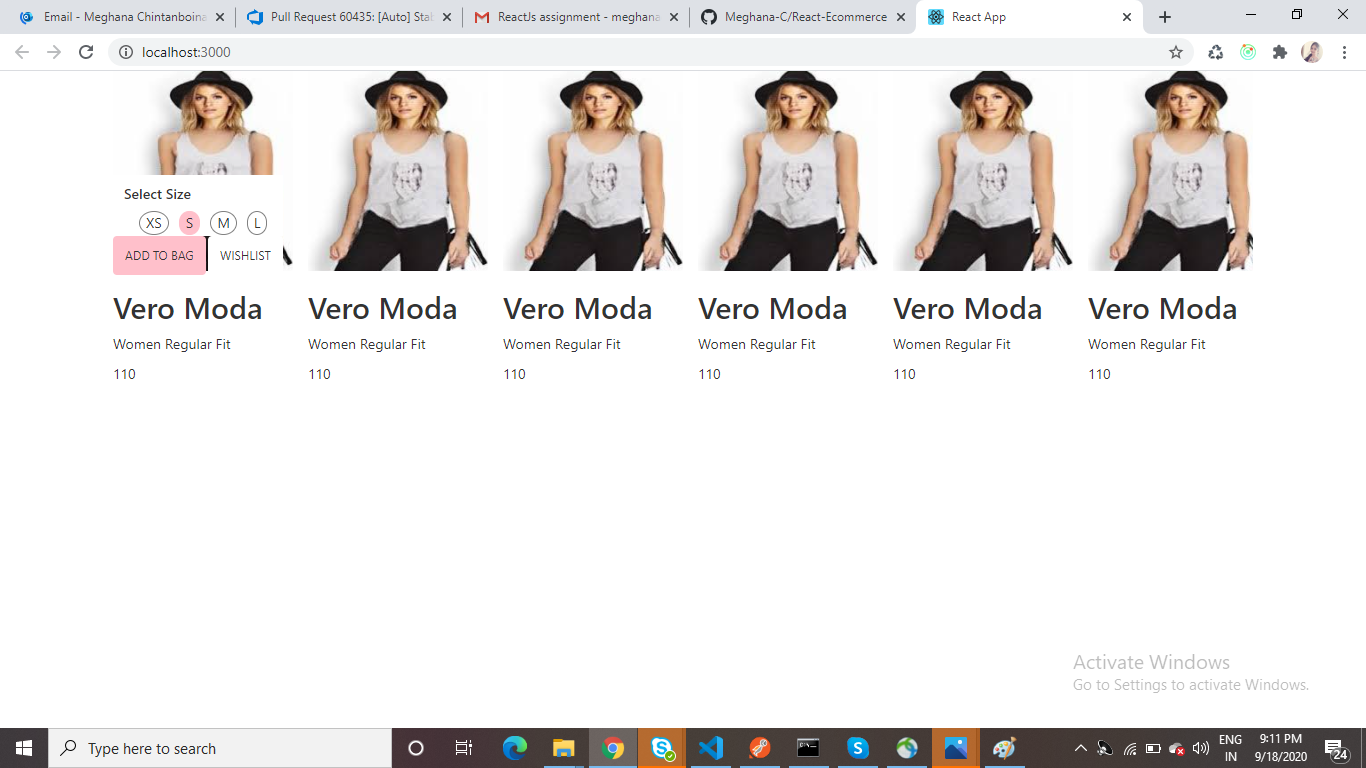 Email - Meghana Chintanboina
Pull Request 60435: [Auto] Stab
ReactJs assignment - meghana
Meghana-C/React-Ecommerce
React App
localhost:3000
Select Size
XS S M L
ADD TO BAG WISHLIST
Vero Moda Vero Moda Vero Moda Vero Moda Vero Moda Vero Moda
Women Regular Fit Women Regular Fit Women Regular Fit Women Regular Fit Women Regular Fit Women Regular Fit
110 110 110 110 110 110
Activate Windows
Go to Settings to activate Windows.
Type here to search
ENG
IN
9:11 PM
9/18/2020
24